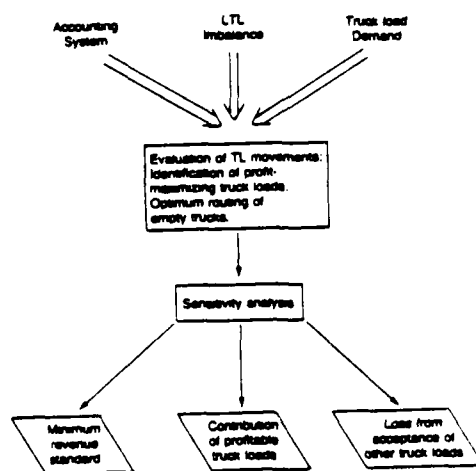 Accounting
System
LTL
Imbalance
Truck load
Demand
Evaluation of TL movements:
Identification of profit-
maximizing truck loads.
Optimum routing of
empty trucks.
Sensitivity analysis
Minimum
revenue
standard
Contribution
of profitable
truck loads
Loss from
acceptance of
other truck loads